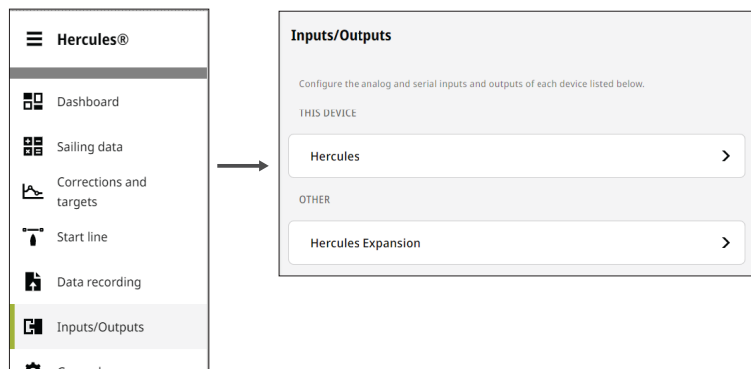 Hercules®
Dashboard
Sailing data
Corrections and
targets
Start line
Data recording
Inputs/Outputs
Inputs/Outputs
Configure the analog and serial inputs and outputs of each device listed below.
THIS DEVICE
Hercules
OTHER
Hercules Expansion